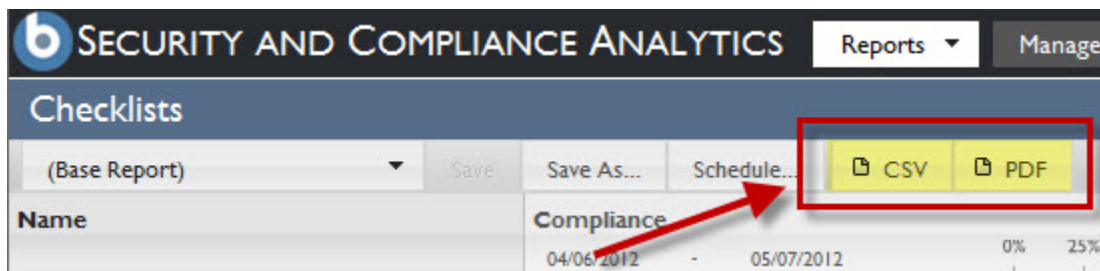 b SECURITY AND COMPLIANCE ANALYTICS Reports Manage
Checklists
(Base Report) Save Save As... Schedule... CSV PDF
Name Compliance
04/06/2012 - 05/07/2012 0% 25%